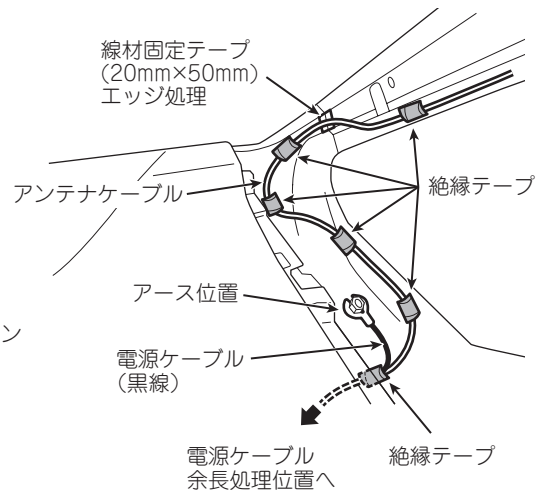 線材固定テープ
(20mm×50mm)
エッジ処理
アンテナケーブル
絶縁テープ
アース位置
ン
電源ケーブル
(黒線)
電源ケーブル
余長処理位置へ
絶縁テープ